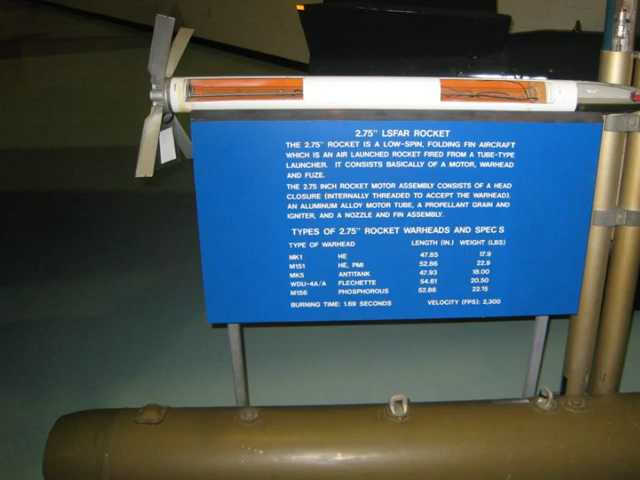 2.75" LSFAR ROCKET
THE 2.75" ROCKET IS A LOW-SPIN, FOLDING FIN AIRCRAFT
WHICH IS AN AIR LAUNCHED ROCKET FIRED FROM A TUBE-TYPE
LAUNCHER. IT CONSISTS BASICALLY OF A MOTOR, WARHEAD
AND FUZE.
THE 2.75 INCH ROCKET MOTOR ASSEMBLY CONSISTS OF A HEAD
CLOSURE (INTERNALLY THREADED TO ACCEPT THE WARHEAD).
AN ALUMINUM ALLOY MOTOR TUBE, A PROPELLANT GRAIN AND
IGNITER, AND A NOZZLE AND FIN ASSEMBLY.
TYPES OF 2.75" ROCKET WARHEADS AND SPECS
TYPE OF WARHEAD LENGTH (IN.) WEIGHT (LBS)
MK1 HE 47.85 17.9
M151 HE, PMI 52.86 22.9
MK5 ANTITANK 47.93 18.00
WDU-4A/A FLECHETTE 54.61 20.50
M156 PHOSPHOROUS 52.86 22.15
BURNING TIME: 1.69 SECONDS VELOCITY (FPS): 2,300